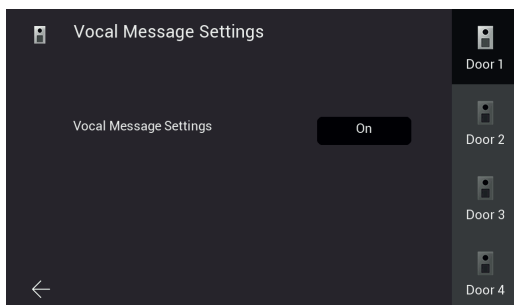 Vocal Message Settings
Door 1
Vocal Message Settings
On
Door 2
Door 3
Door 4